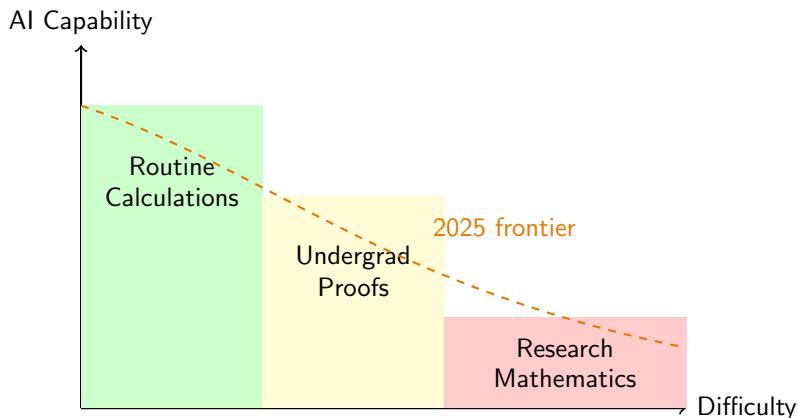 AI Capability
Routine
Calculations
2025 frontier
Undergrad
Proofs
Research
Mathematics
Difficulty